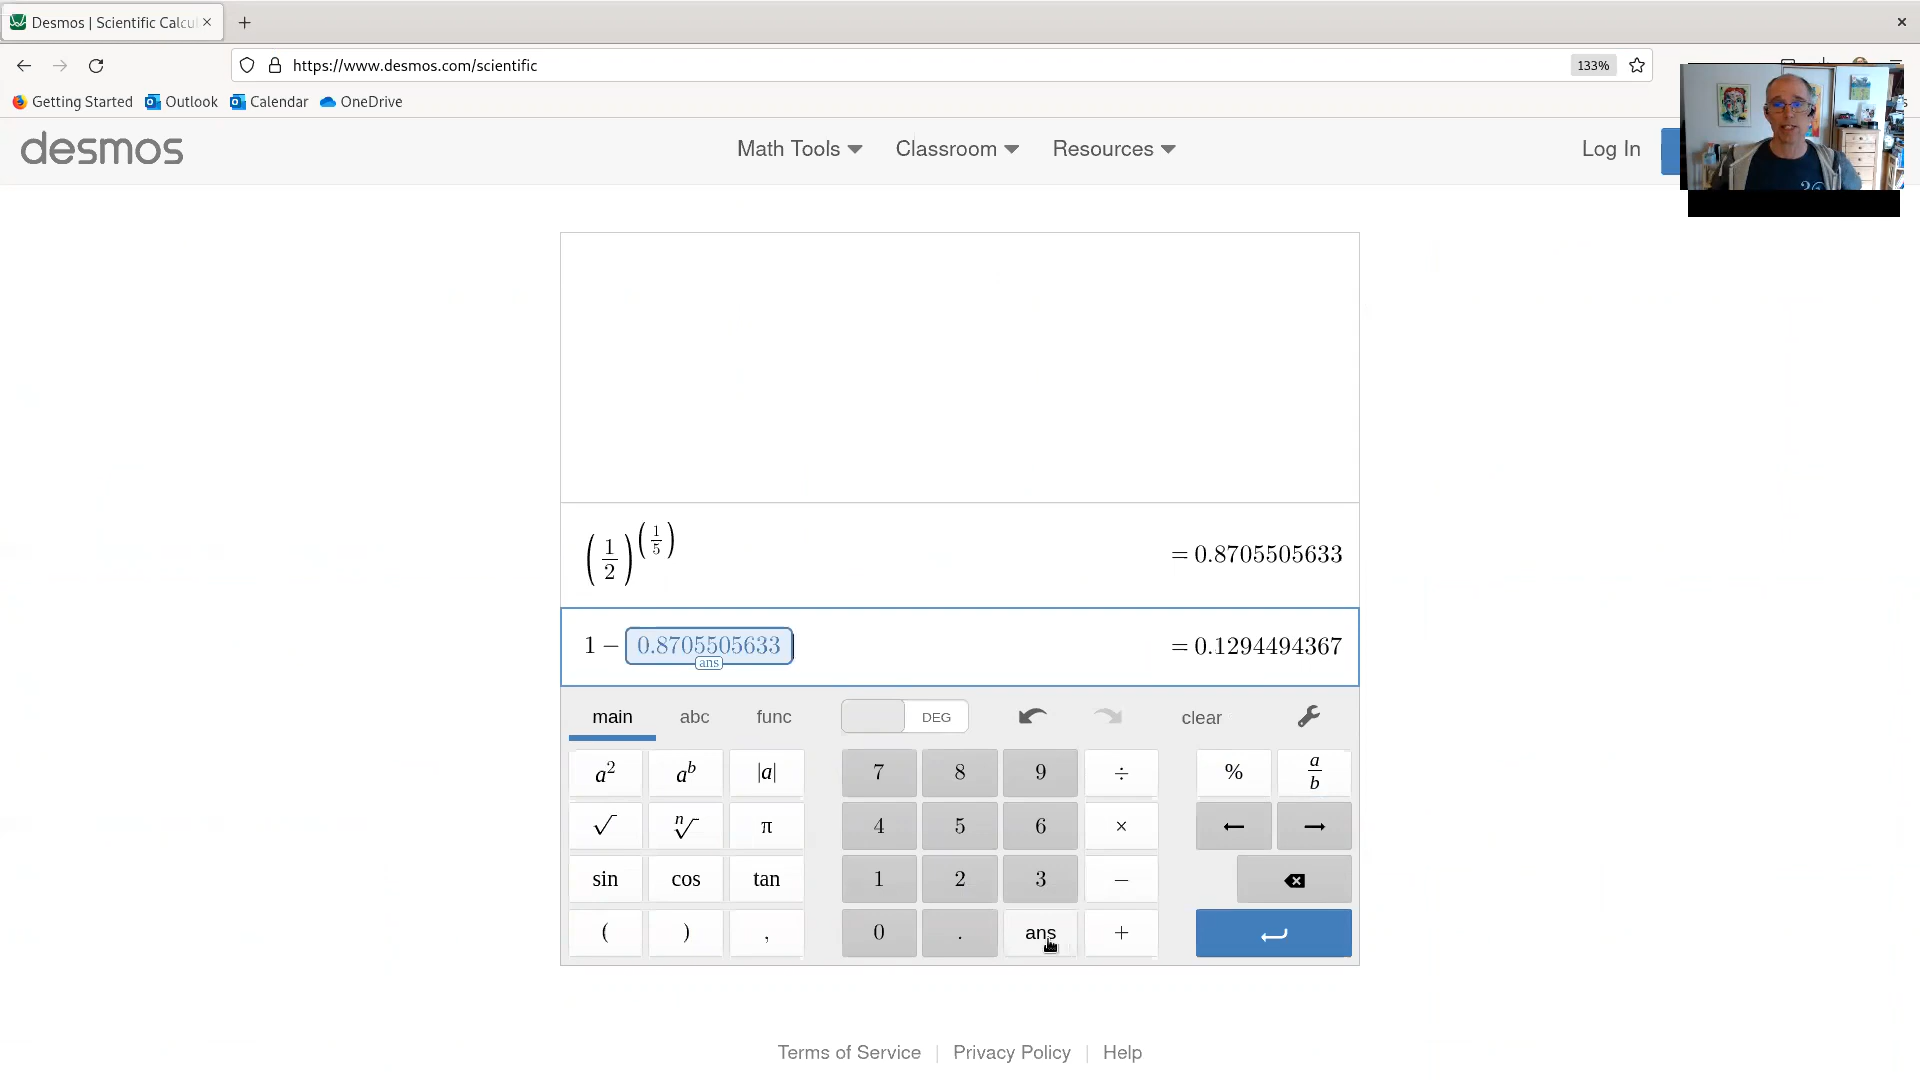 Desmos | Scientific Calcu
https://www.desmos.com/scientific
133%
Getting Started
Outlook
Calendar
OneDrive
desmos
Math Tools
Classroom
Resources
Log In
(1/2)^(1/5)
= 0.8705505633
1 − 0.8705505633
ans
= 0.1294494367
main
abc
func
DEG
clear
a² aᵇ |a| 7 8 9 ÷ % a/b
√ ⁿ√ π 4 5 6 × ← →
sin cos tan 1 2 3 −
( ) , 0 . ans +
Terms of Service | Privacy Policy | Help